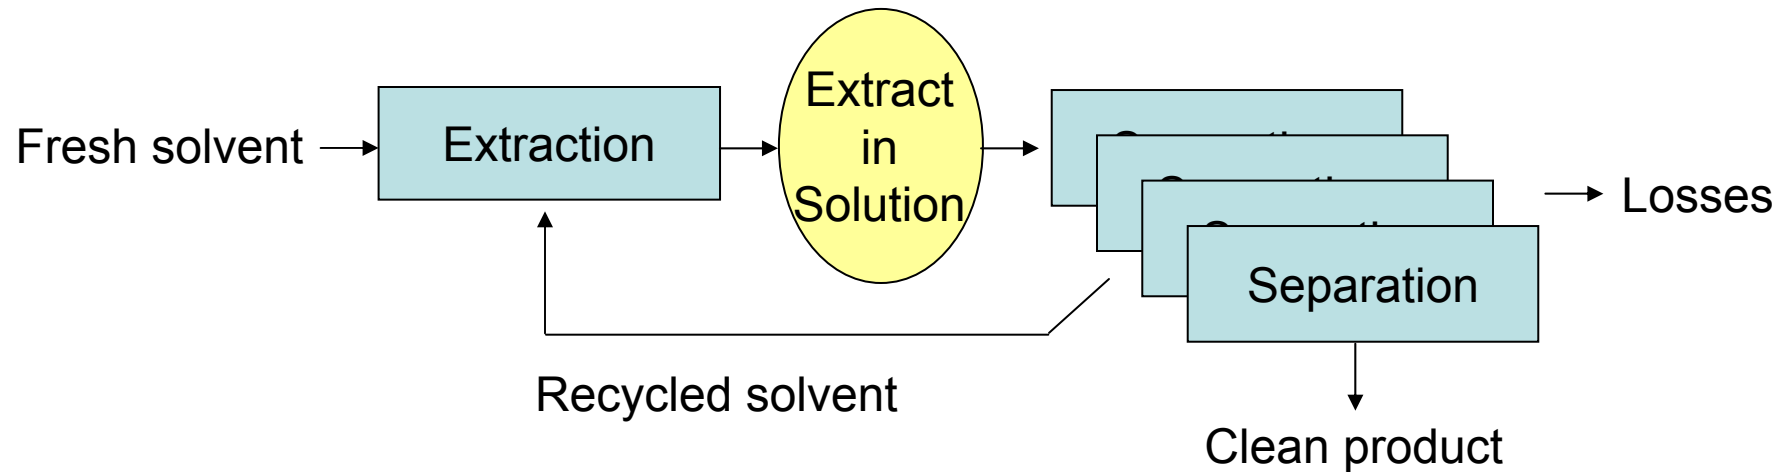 Fresh solvent
Extraction
Extract
in
Solution
Separation
Losses
Recycled solvent
Clean product